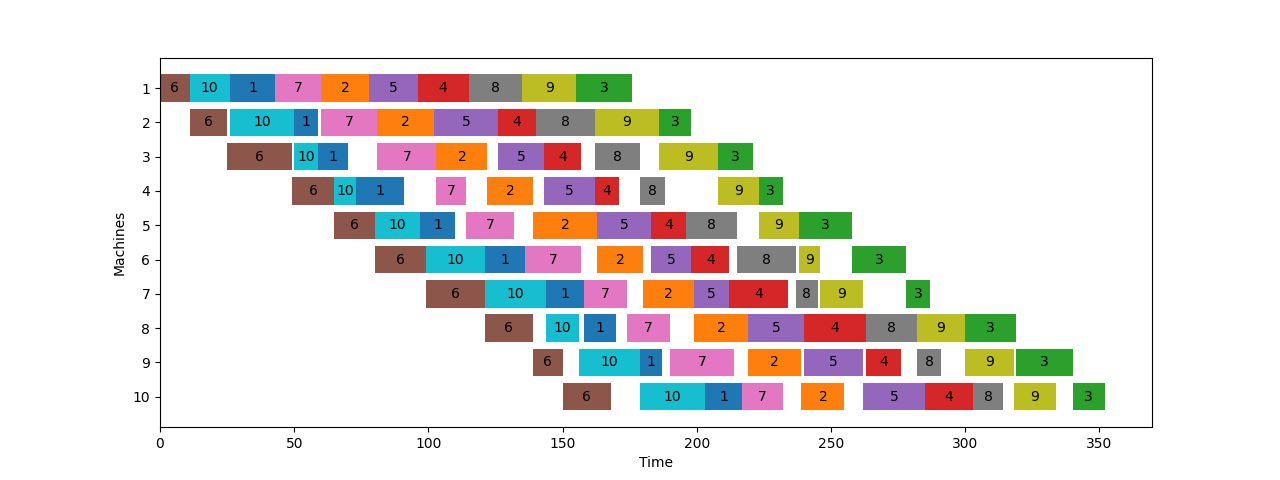 1 6 10 1 7 2 5 4 8 9 3
2 6 10 1 7 2 5 4 8 9 3
3 6 10 1 7 2 5 4 8 9 3
4 6 10 1 7 2 5 4 8 9 3
5 6 10 1 7 2 5 4 8 9 3
6 6 10 1 7 2 5 4 8 9 3
7 6 10 1 7 2 5 4 8 9 3
8 6 10 1 7 2 5 4 8 9 3
9 6 10 1 7 2 5 4 8 9 3
10 6 10 1 7 2 5 4 8 9 3
Machines
0 50 100 150 200 250 300 350
Time